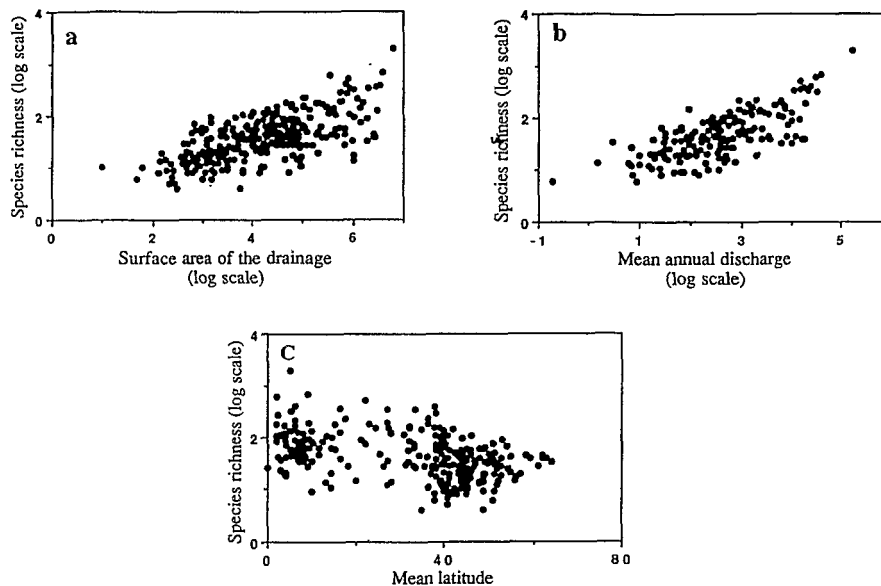 a
Species richness (log scale)
4
2
0
0
2
4
6
Surface area of the drainage
(log scale)
b
Species richness (log scale)
4
2
0
-1
1
3
5
Mean annual discharge
(log scale)
C
Species richness (log scale)
4
2
0
0
40
80
Mean latitude